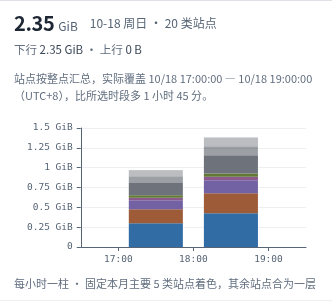 2.35 GiB 10-18 周日 · 20 类站点
下行 2.35 GiB · 上行 0 B
站点按整点汇总，实际覆盖 10/18 17:00:00 — 10/18 19:00:00
（UTC+8），比所选时段多 1 小时 45 分。
1.5 GiB
1.25 GiB
1 GiB
0.75 GiB
0.5 GiB
0.25 GiB
0
17:00 18:00 19:00
每小时一柱 · 固定本月主要 5 类站点着色，其余站点合为一层